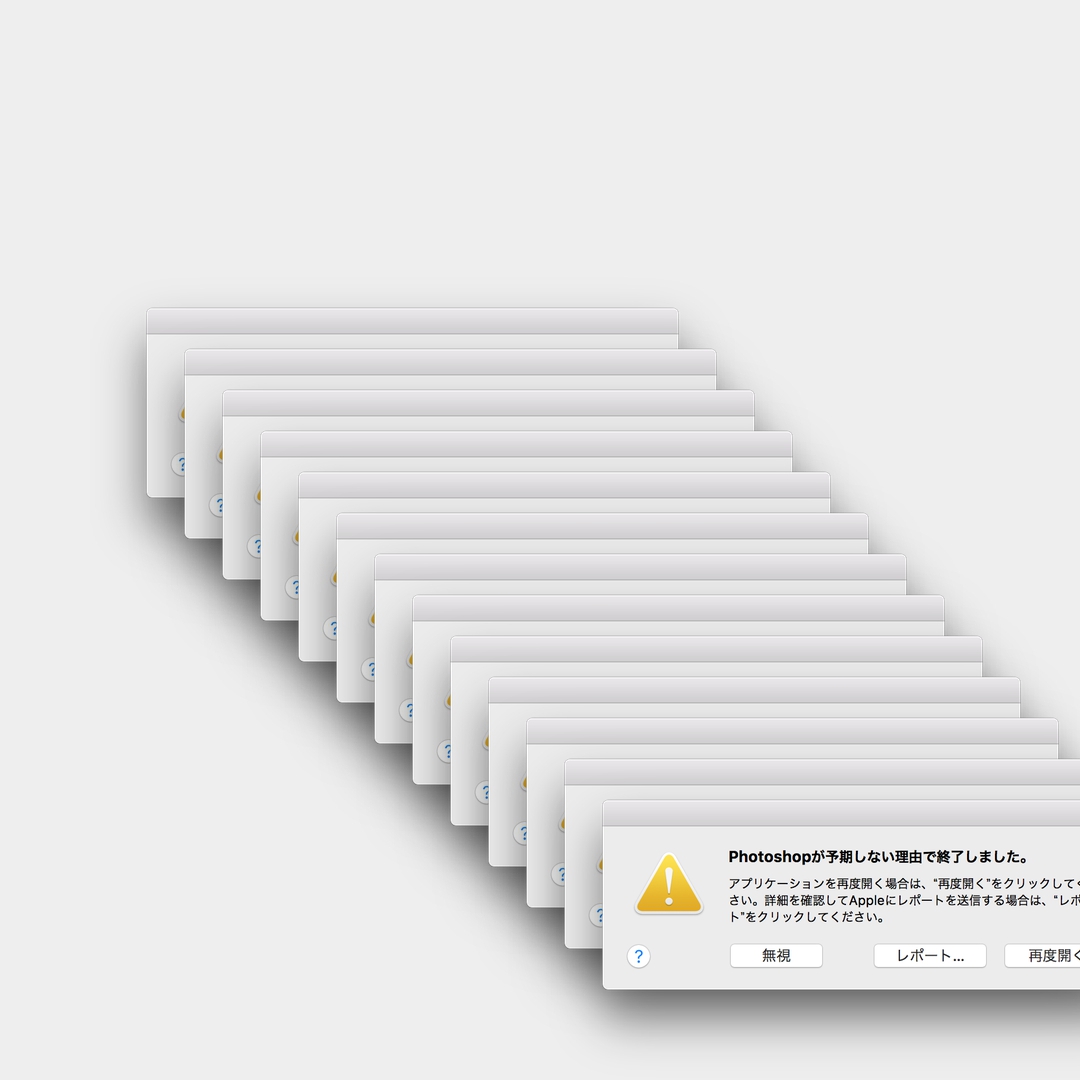 Photoshopが予期しない理由で終了しました。
アプリケーションを再度開く場合は、“再度開く”をクリックしてく
さい。詳細を確認してAppleにレポートを送信する場合は、“レポ
ト”をクリックしてください。
? 無視 レポート... 再度開く